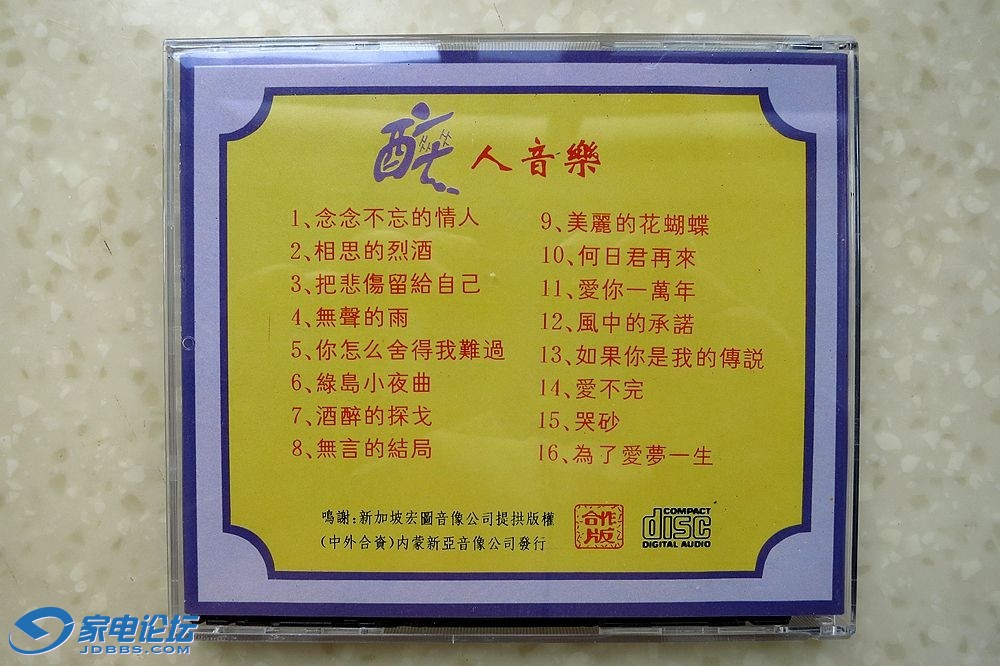 醉人音樂
1、念念不忘的情人
2、相思的烈酒
3、把悲傷留給自己
4、無聲的雨
5、你怎么舍得我難過
6、綠島小夜曲
7、酒醉的探戈
8、無言的結局
9、美麗的花蝴蝶
10、何日君再來
11、愛你一萬年
12、風中的承諾
13、如果你是我的傳説
14、愛不完
15、哭砂
16、為了愛夢一生
鳴謝:新加坡宏圖音像公司提拱版權
(中外合資)内蒙新亞音像公司發行
合作版
COMPACT
disc
DIGITAL AUDIO
家电论坛
JDBBS.COM